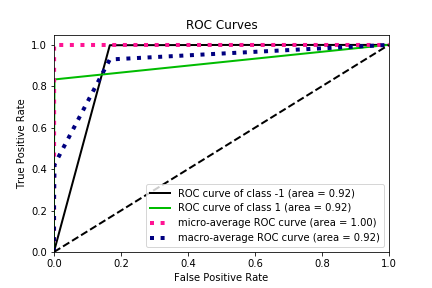 ROC Curves
True Positive Rate
1.0
0.8
0.6
0.4
0.2
0.0
ROC curve of class -1 (area = 0.92)
ROC curve of class 1 (area = 0.92)
micro-average ROC curve (area = 1.00)
macro-average ROC curve (area = 0.92)
0.0 0.2 0.4 0.6 0.8 1.0
False Positive Rate